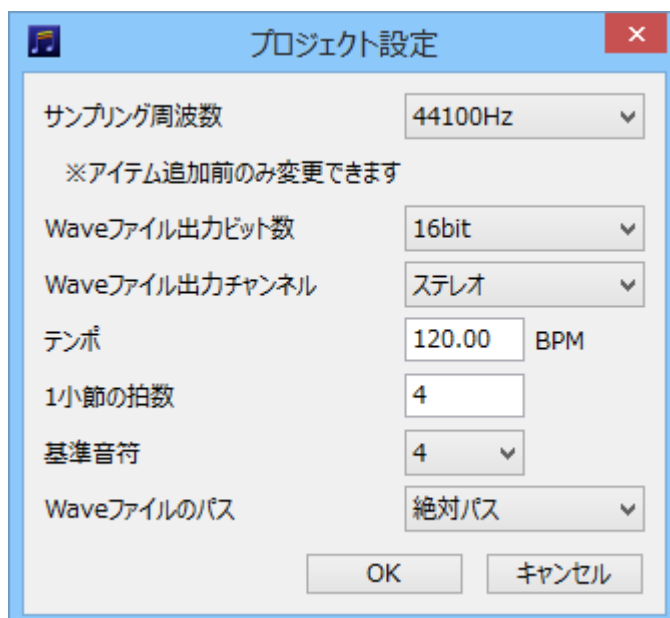 プロジェクト設定
サンプリング周波数 44100Hz
※アイテム追加前のみ変更できます
Waveファイル出力ビット数 16bit
Waveファイル出力チャンネル ステレオ
テンポ 120.00 BPM
1小節の拍数 4
基準音符 4
Waveファイルのパス 絶対パス
OK キャンセル